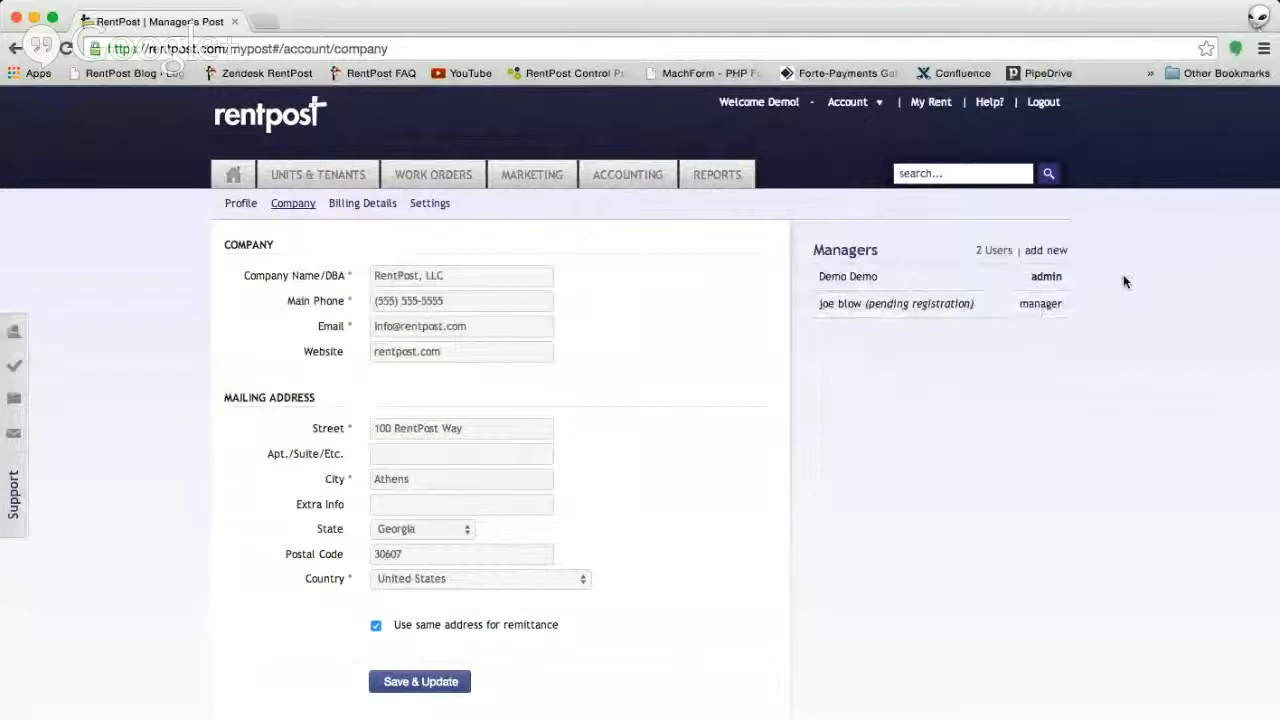 RentPost | Manager's Post
Google+
https://rentpost.com/mypost#/account/company
Apps
RentPost Blog
Zendesk RentPost
RentPost FAQ
YouTube
RentPost Control
MachForm - PHP
Forte-Payments
Confluence
PipeDrive
»
Other Bookmarks
rentpost
Welcome Demo! - Account ▼ | My Rent | Help? | Logout
UNITS & TENANTS
WORK ORDERS
MARKETING
ACCOUNTING
REPORTS
search...
Profile
Company
Billing Details
Settings
COMPANY
Company Name/DBA * RentPost, LLC
Main Phone * (555) 555-5555
Email * info@rentpost.com
Website rentpost.com
MAILING ADDRESS
Street * 100 RentPost Way
Apt./Suite/Etc.
City * Athens
Extra Info
State Georgia
Postal Code 30607
Country * United States
Use same address for remittance
Save & Update
Managers 2 Users | add new
Demo Demo admin
joe blow (pending registration) manager
Support